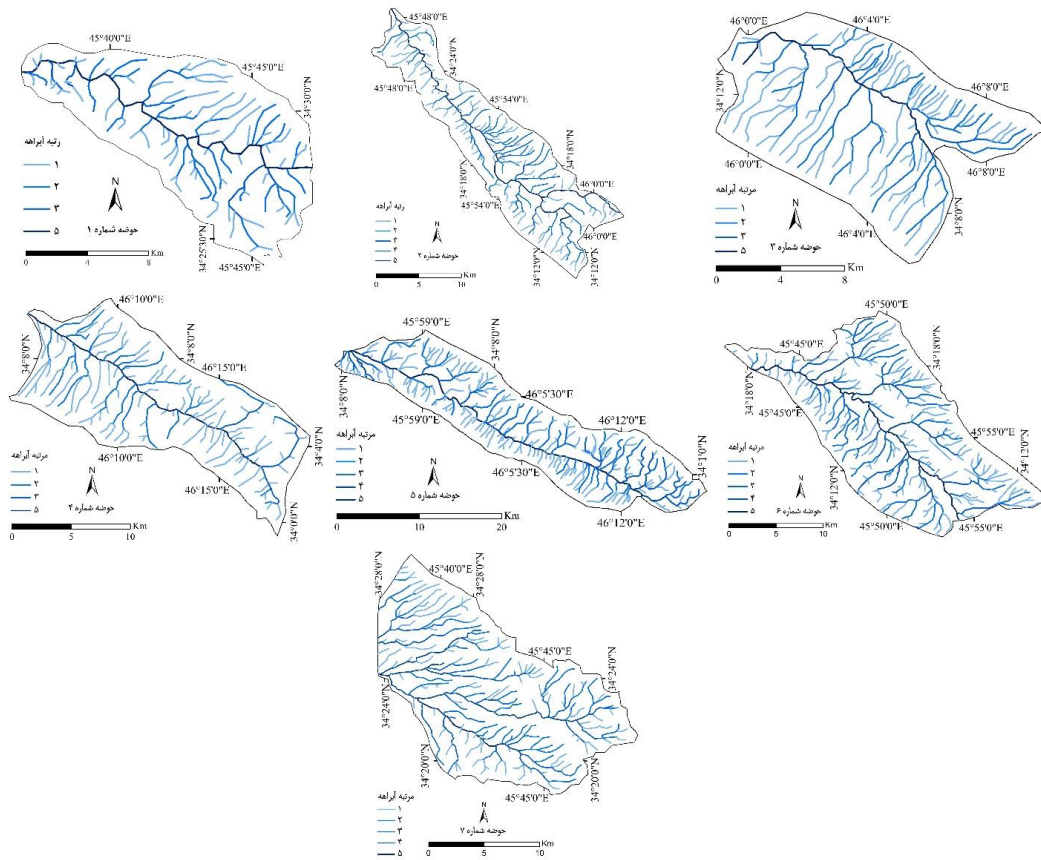 45°40'0"E
45°45'0"E
34°30'0"N
رتبه آبراهه
۱
۲
۳
۵
N
حوضه شماره ۱
0 4 8
Km
34°25'30"N
45°45'0"E
45°48'0"E
34°24'0"N
45°48'0"E
45°54'0"E
34°18'0"N
34°18'0"N
46°0'0"E
45°54'0"E
46°0'0"E
34°12'0"N
34°12'0"N
رتبه آبراهه
۱
۲
۳
۴
۵
N
حوضه شماره ۲
0 5 10
Km
46°0'0"E
46°4'0"E
34°12'0"N
46°8'0"E
46°0'0"E
46°8'0"E
34°8'0"N
46°4'0"E
مرتبه آبراهه
۱
۲
۳
۵
N
حوضه شماره ۳
0 4 8
Km
46°10'0"E
34°8'0"N
34°8'0"N
46°15'0"E
46°10'0"E
34°4'0"N
46°15'0"E
34°0'0"N
مرتبه آبراهه
۱
۲
۳
۵
N
حوضه شماره ۴
0 5 10
Km
45°59'0"E
34°8'0"N
34°8'0"N
46°5'30"E
45°59'0"E
46°12'0"E
46°5'30"E
34°1'0"N
46°12'0"E
مرتبه آبراهه
۱
۲
۳
۴
۵
N
حوضه شماره ۵
0 10 20
Km
45°50'0"E
45°45'0"E
34°18'0"N
34°18'0"N
45°45'0"E
45°55'0"E
34°12'0"N
34°12'0"N
45°50'0"E
45°55'0"E
مرتبه آبراهه
۱
۲
۳
۴
۵
N
حوضه شماره ۶
0 5 10
Km
34°28'0"N
45°40'0"E
34°28'0"N
45°45'0"E
34°24'0"N
34°24'0"N
34°20'0"N
34°20'0"N
45°45'0"E
مرتبه آبراهه
۱
۲
۳
۴
۵
N
حوضه شماره ۷
0 5 10
Km